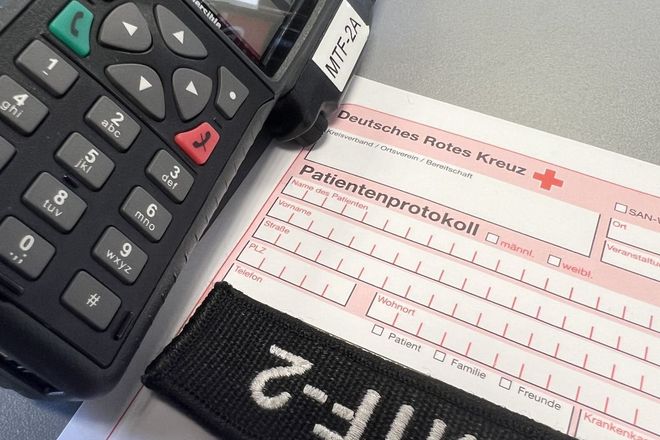 MTF-2A
1
2
abc
3
def
4
ghi
5
jkl
6
mno
8
tuv
9
wxyz
0
#
Deutsches Rotes Kreuz
Kreisverband / Ortsverein / Bereitschaft
Patientenprotokoll
männl.
weibl.
Name des Patienten
Vorname
Straße
PLZ
Wohnort
Telefon
Patient
Familie
Freunde
SAN-
Ort
Veranstaltung
Krankenka
MTF-2